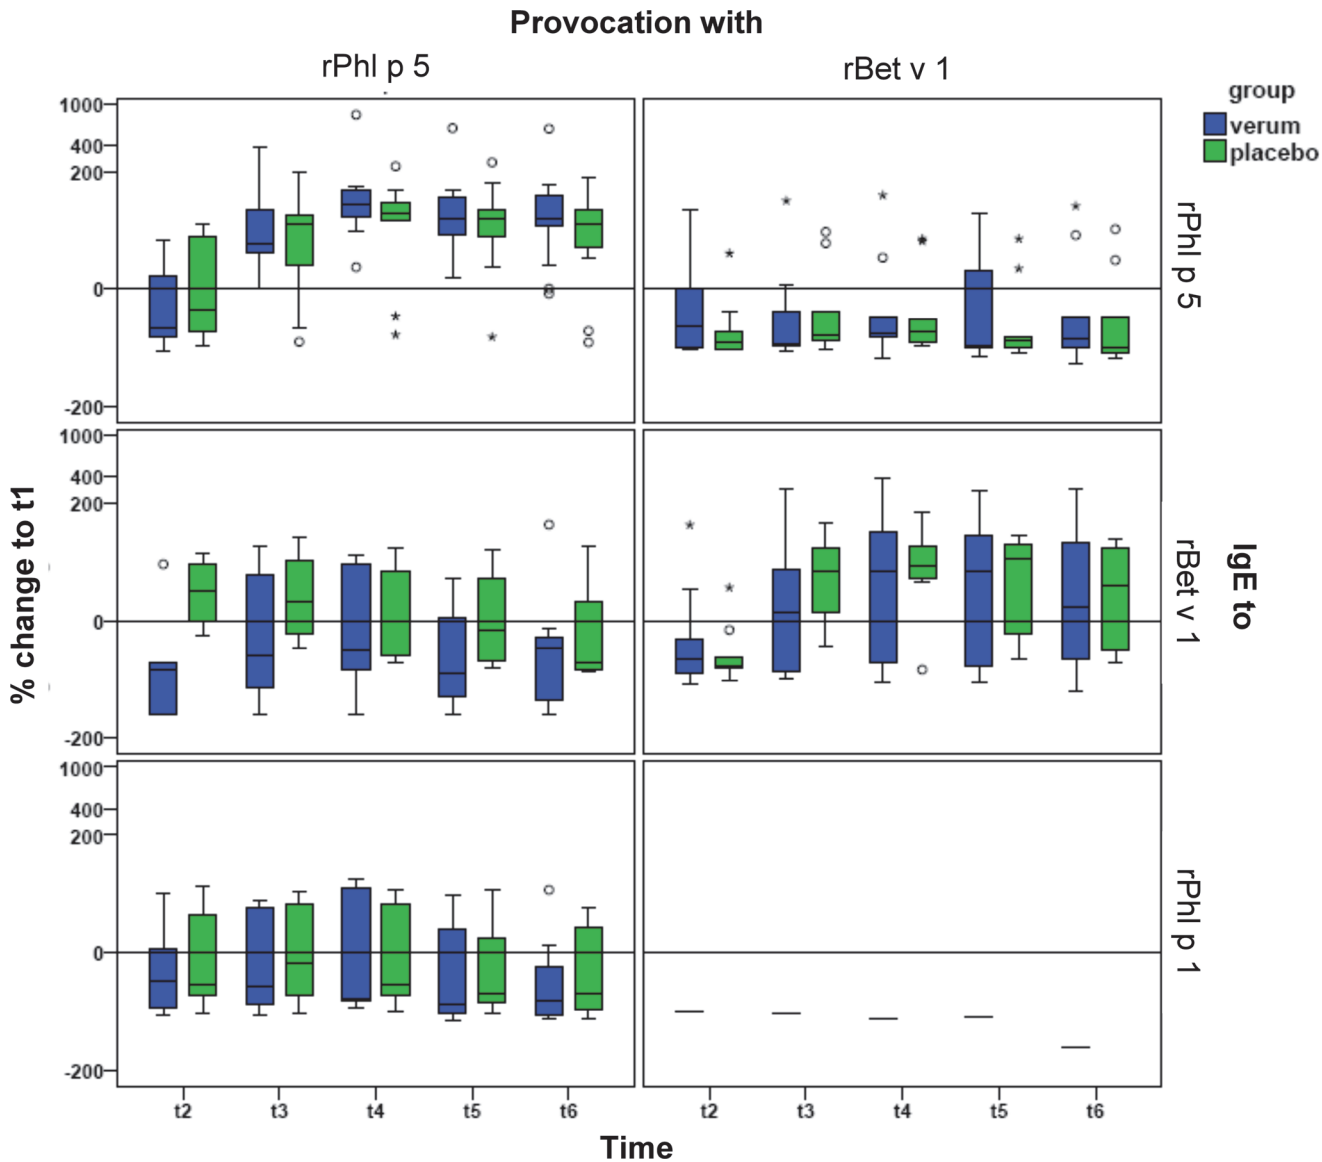 Provocation with
rPhl p 5
rBet v 1
group
verum
placebo
1000
400
200
0
-200
rPhl p 5
1000
400
200
0
-200
rBet v 1
1000
400
200
0
-200
rPhl p 1
% change to t1
IgE to
t2 t3 t4 t5 t6
t2 t3 t4 t5 t6
Time